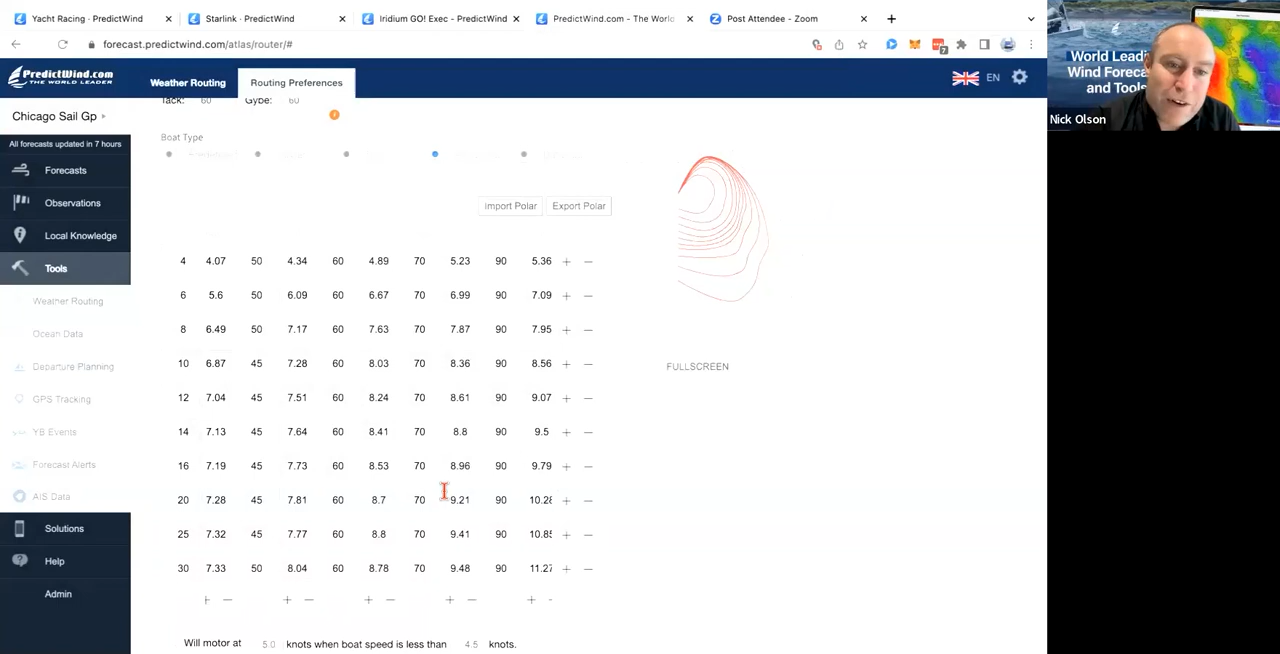 Yacht Racing - PredictWind
Starlink - PredictWind
Iridium GO! Exec - PredictWind
PredictWind.com - The World
Post Attendee - Zoom
forecast.predictwind.com/atlas/router/#
7
PredictWind.com
THE WORLD LEADER
Weather Routing
Routing Preferences
EN
World Lead
Wind Foreca
and Tools
Nick Olson
Chicago Sail Gp
All forecasts updated in 7 hours
Forecasts
Observations
Local Knowledge
Tools
Weather Routing
Ocean Data
Departure Planning
GPS Tracking
YB Events
Forecast Alerts
AIS Data
Solutions
Help
Admin
Tack: 60 Gybe: 60
Boat Type
Import Polar Export Polar
4 4.07 50 4.34 60 4.89 70 5.23 90 5.36 + —
6 5.6 50 6.09 60 6.67 70 6.99 90 7.09 + —
8 6.49 50 7.17 60 7.63 70 7.87 90 7.95 + —
10 6.87 45 7.28 60 8.03 70 8.36 90 8.56 + —
12 7.04 45 7.51 60 8.24 70 8.61 90 9.07 + —
14 7.13 45 7.64 60 8.41 70 8.8 90 9.5 + —
16 7.19 45 7.73 60 8.53 70 8.96 90 9.79 + —
20 7.28 45 7.81 60 8.7 70 9.21 90 10.28 + —
25 7.32 45 7.77 60 8.8 70 9.41 90 10.85 + —
30 7.33 50 8.04 60 8.78 70 9.48 90 11.27 + —
+ — + — + — + — + -
Will motor at 5.0 knots when boat speed is less than 4.5 knots.
FULLSCREEN